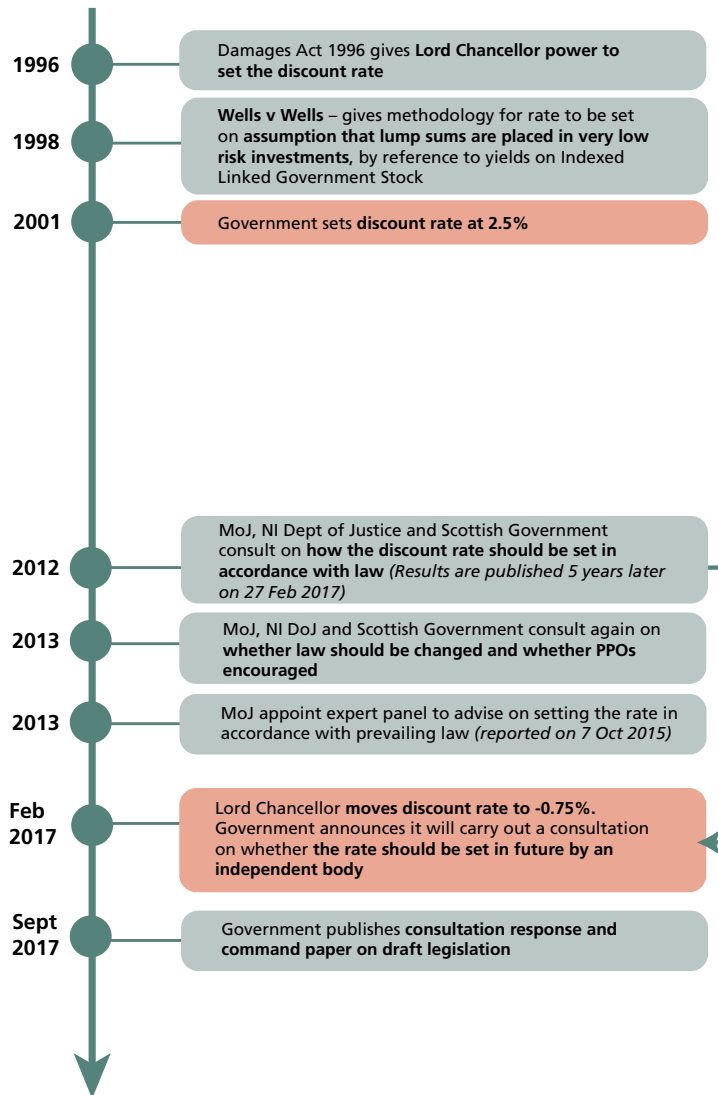 1996
Damages Act 1996 gives Lord Chancellor power to
set the discount rate
1998
Wells v Wells – gives methodology for rate to be set
on assumption that lump sums are placed in very low
risk investments, by reference to yields on Indexed
Linked Government Stock
2001
Government sets discount rate at 2.5%
2012
MoJ, NI Dept of Justice and Scottish Government
consult on how the discount rate should be set in
accordance with law (Results are published 5 years later
on 27 Feb 2017)
2013
MoJ, NI DoJ and Scottish Government consult again on
whether law should be changed and whether PPOs
encouraged
2013
MoJ appoint expert panel to advise on setting the rate in
accordance with prevailing law (reported on 7 Oct 2015)
Feb
2017
Lord Chancellor moves discount rate to -0.75%.
Government announces it will carry out a consultation
on whether the rate should be set in future by an
independent body
Sept
2017
Government publishes consultation response and
command paper on draft legislation